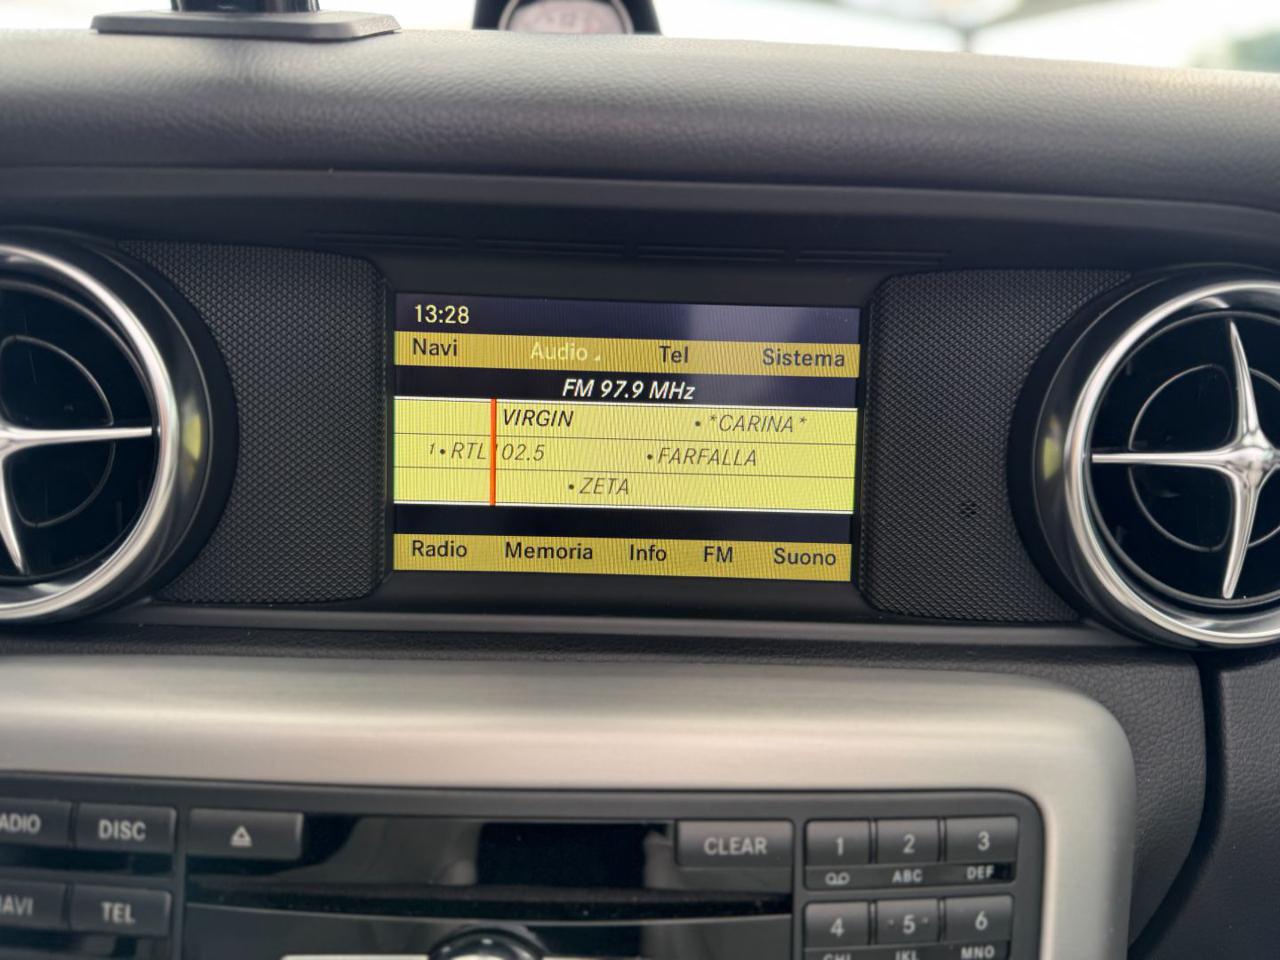 13:28
Navi Audio Tel Sistema
FM 97.9 MHz
VIRGIN • *CARINA*
1•RTL 102.5 •FARFALLA
•ZETA
Radio Memoria Info FM Suono
DISC CLEAR 1 2 3
ABC DEF
TEL 4 5 6
MNO